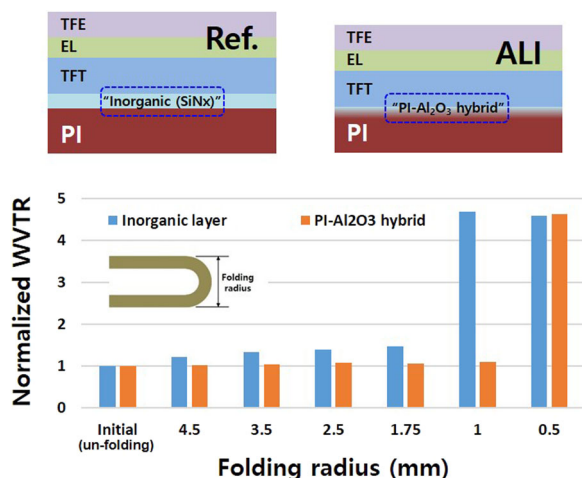 TFE
EL
TFT
Ref.
"Inorganic (SiNx)"
PI
TFE
EL
TFT
ALI
"PI-Al₂O₃ hybrid"
PI
Normalized WVTR
5
4
3
2
1
0
Inorganic layer
PI-Al2O3 hybrid
Folding
radius
Initial
(un-folding)
4.5
3.5
2.5
1.75
1
0.5
Folding radius (mm)